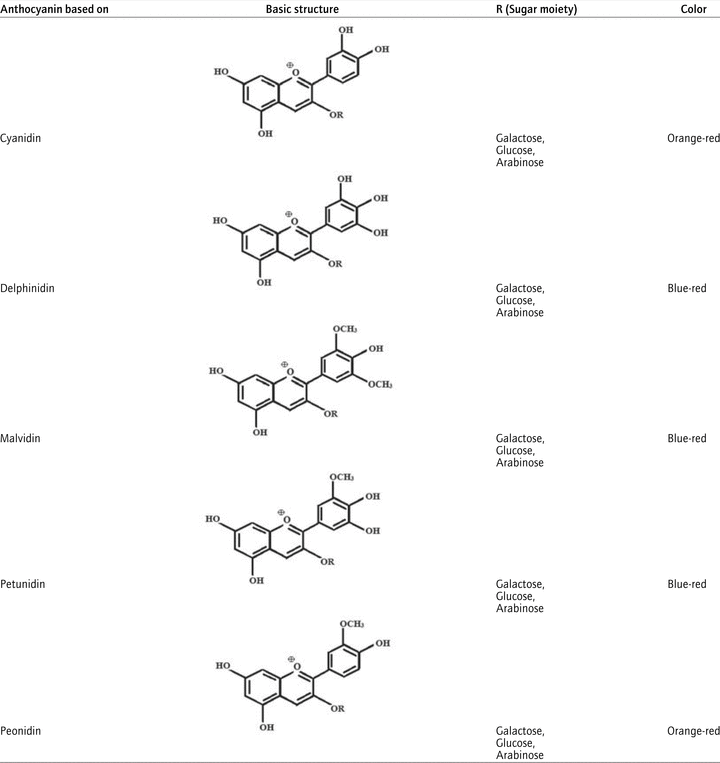 Anthocyanin based on Basic structure R (Sugar moiety) Color
OH
OH
HO
⊕
O
OR
OH
Cyanidin Galactose, Orange-red
Glucose,
Arabinose
OH
OH
HO
⊕
O
OH
OR
OH
Delphinidin Galactose, Blue-red
Glucose,
Arabinose
OCH₃
OH
HO
⊕
O
OCH₃
OR
OH
Malvidin Galactose, Blue-red
Glucose,
Arabinose
OCH₃
OH
HO
⊕
O
OH
OR
OH
Petunidin Galactose, Blue-red
Glucose,
Arabinose
OCH₃
OH
HO
⊕
O
OR
OH
Peonidin Galactose, Orange-red
Glucose,
Arabinose